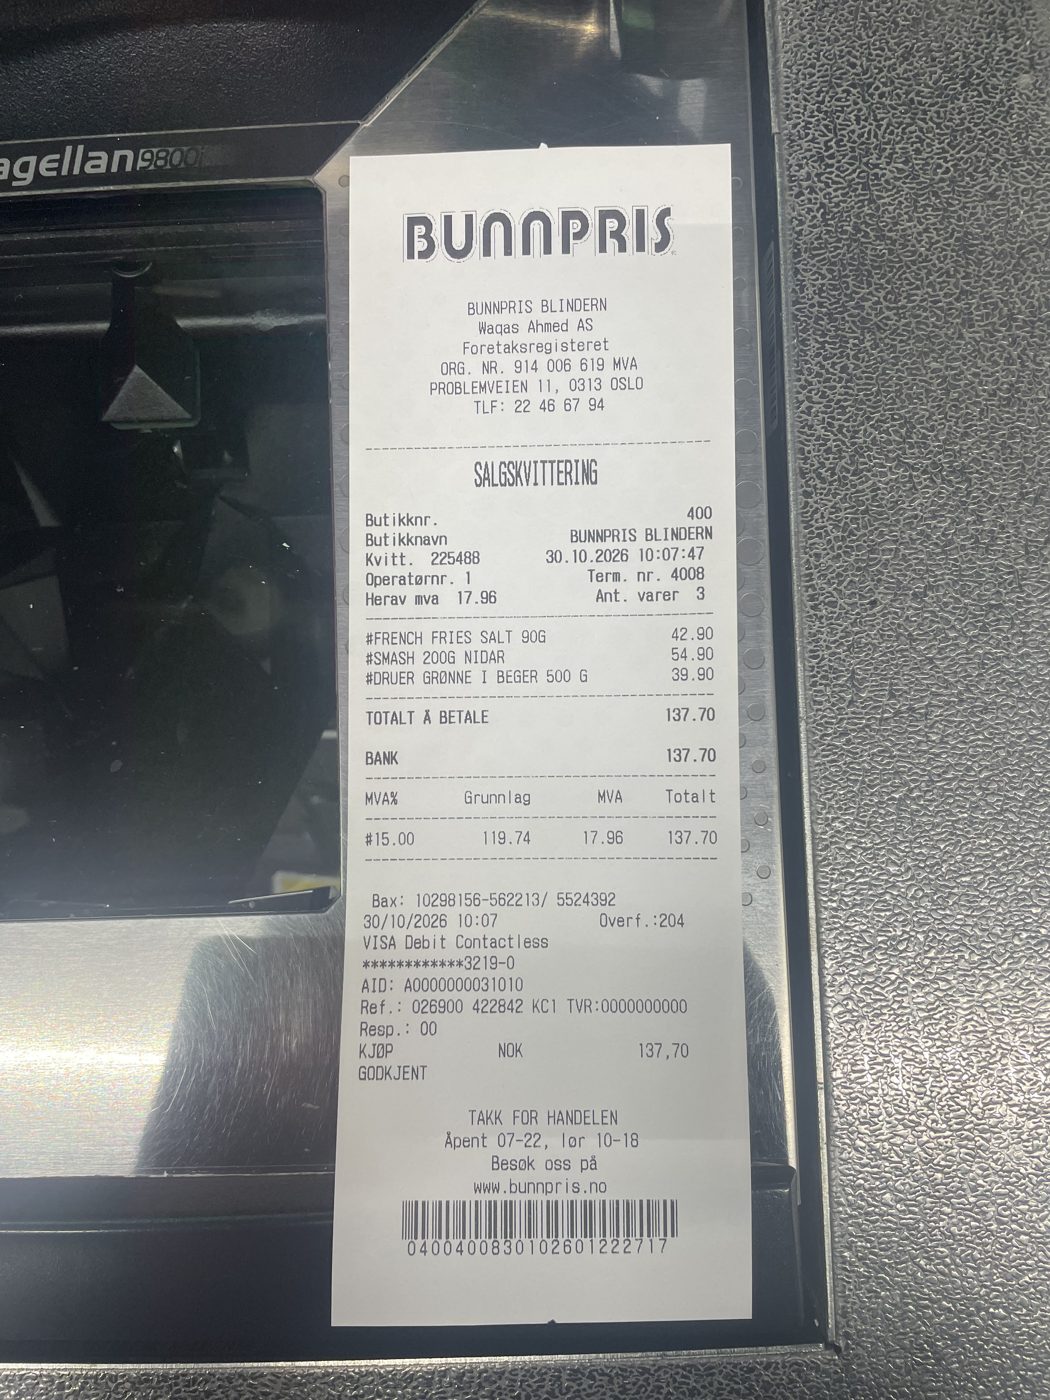 agellan 9800i
BUNNPRIS
BUNNPRIS BLINDERN
Waqas Ahmed AS
Foretaksregisteret
ORG. NR. 914 006 619 MVA
PROBLEMVEIEN 11, 0313 OSLO
TLF: 22 46 67 94
SALGSKVITTERING
Butikknr. 400
Butikknavn BUNNPRIS BLINDERN
Kvitt. 225488 30.10.2026 10:07:47
Operatørnr. 1 Term. nr. 4008
Herav mva 17.96 Ant. varer 3
#FRENCH FRIES SALT 90G 42.90
#SMASH 200G NIDAR 54.90
#DRUER GRØNNE I BEGER 500 G 39.90
TOTALT Å BETALE 137.70
BANK 137.70
MVA% Grunnlag MVA Totalt
#15.00 119.74 17.96 137.70
Bax: 10298156-562213/ 5524392
30/10/2026 10:07 Overf.:204
VISA Debit Contactless
************3219-0
AID: A0000000031010
Ref.: 026900 422842 KC1 TVR:0000000000
Resp.: 00
KJØP NOK 137,70
GODKJENT
TAKK FOR HANDELEN
Åpent 07-22, lør 10-18
Besøk oss på
www.bunnpris.no
0400400830102601222717